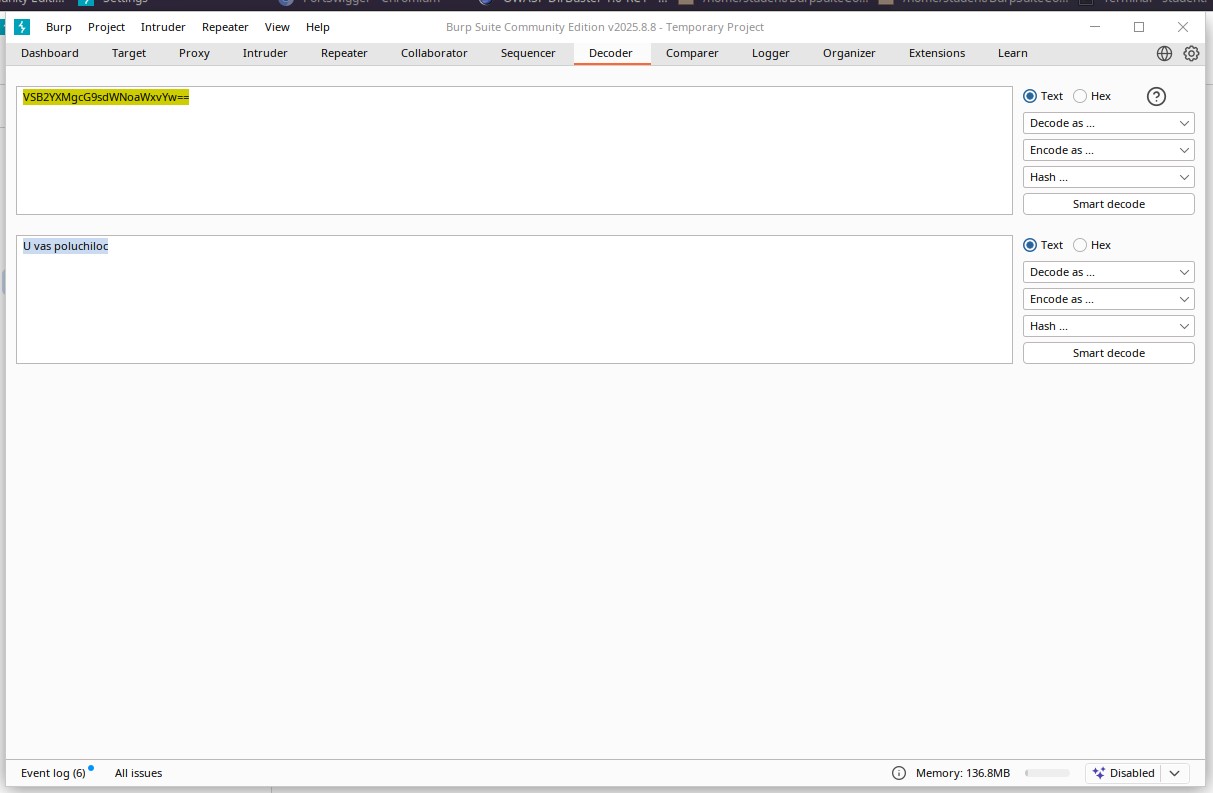 Settings
PortSwigger - Chromium
Burp Project Intruder Repeater View Help
Burp Suite Community Edition v2025.8.8 - Temporary Project
Dashboard Target Proxy Intruder Repeater Collaborator Sequencer Decoder Comparer Logger Organizer Extensions Learn
VSB2YXMgcG9sdWNoaWxvYw==
Text Hex
Decode as ...
Encode as ...
Hash ...
Smart decode
U vas poluchiloc
Text Hex
Decode as ...
Encode as ...
Hash ...
Smart decode
Event log (6) All issues
Memory: 136.8MB
Disabled